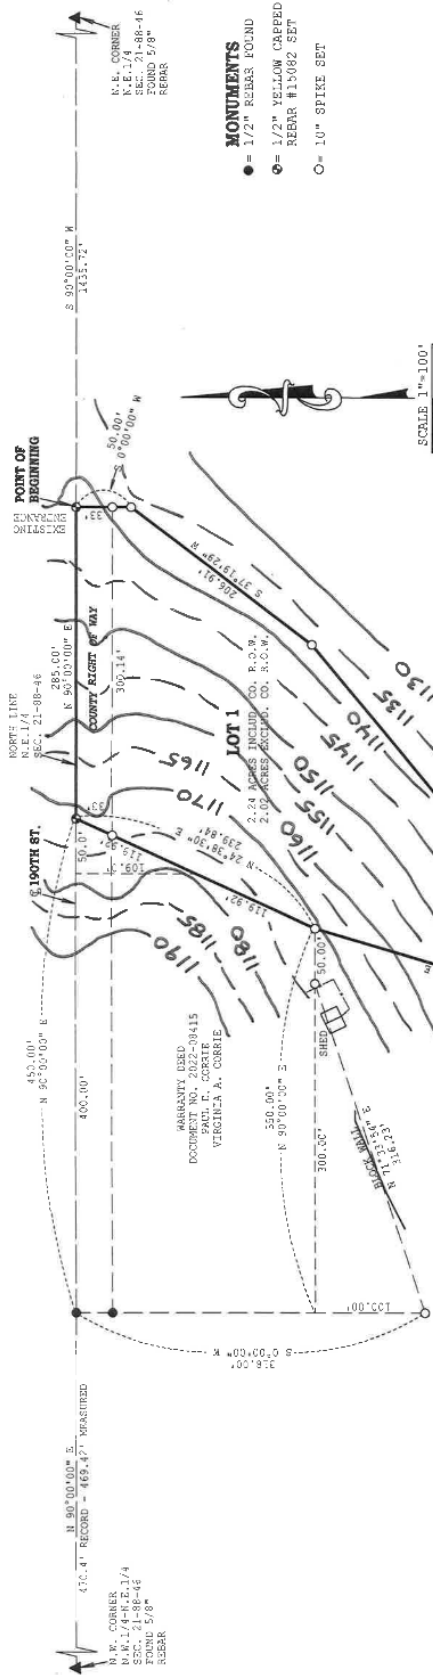 N.W. CORNER
N.W.1/4-N.E.1/4
SEC. 21-88-46
FOUND 5/8"
REBAR
N 90°00'00" E
470.4' RECORD - 469.42' MEASURED
450.00'
N 90°00'00" E
400.00'
50.0'
℄190TH ST.
NORTH LINE
N.E.1/4
SEC. 21-88-46
285.00'
N 90°00'00" E
EXISTING
ENTRANCE
POINT OF
BEGINNING
S 90°00'00" W
1435.72'
N.E. CORNER
N.E.1/4
SEC. 21-88-46
FOUND 5/8"
REBAR
33'
COUNTY RIGHT OF WAY
300.14'
33'
50.00'
S 0°00'00" W
MONUMENTS
= 1/2" REBAR FOUND
= 1/2" YELLOW CAPPED
REBAR #15082 SET
= 10" SPIKE SET
1190
1185
1180
1170
1165
119.92'
N 24°38'30" E
239.84'
119.92'
S 37°19'29" W
206.91'
LOT 1
2.24 ACRES INCLUD. CO. R.O.W.
2.02 ACRES EXCLUD. CO. R.O.W.
1160
1155
1150
1145
1140
1135
1130
WARRANTY DEED
DOCUMENT NO. 2022-08415
PAUL E. CORRIE
VIRGINIA A. CORRIE
350.00'
N 90°00'00" E
300.00'
50.00'
SHED
318.00'
S 0°00'00" W
100.00'
BLOCK WALL
N 71°33'54" E
316.23'
SCALE 1"=100'